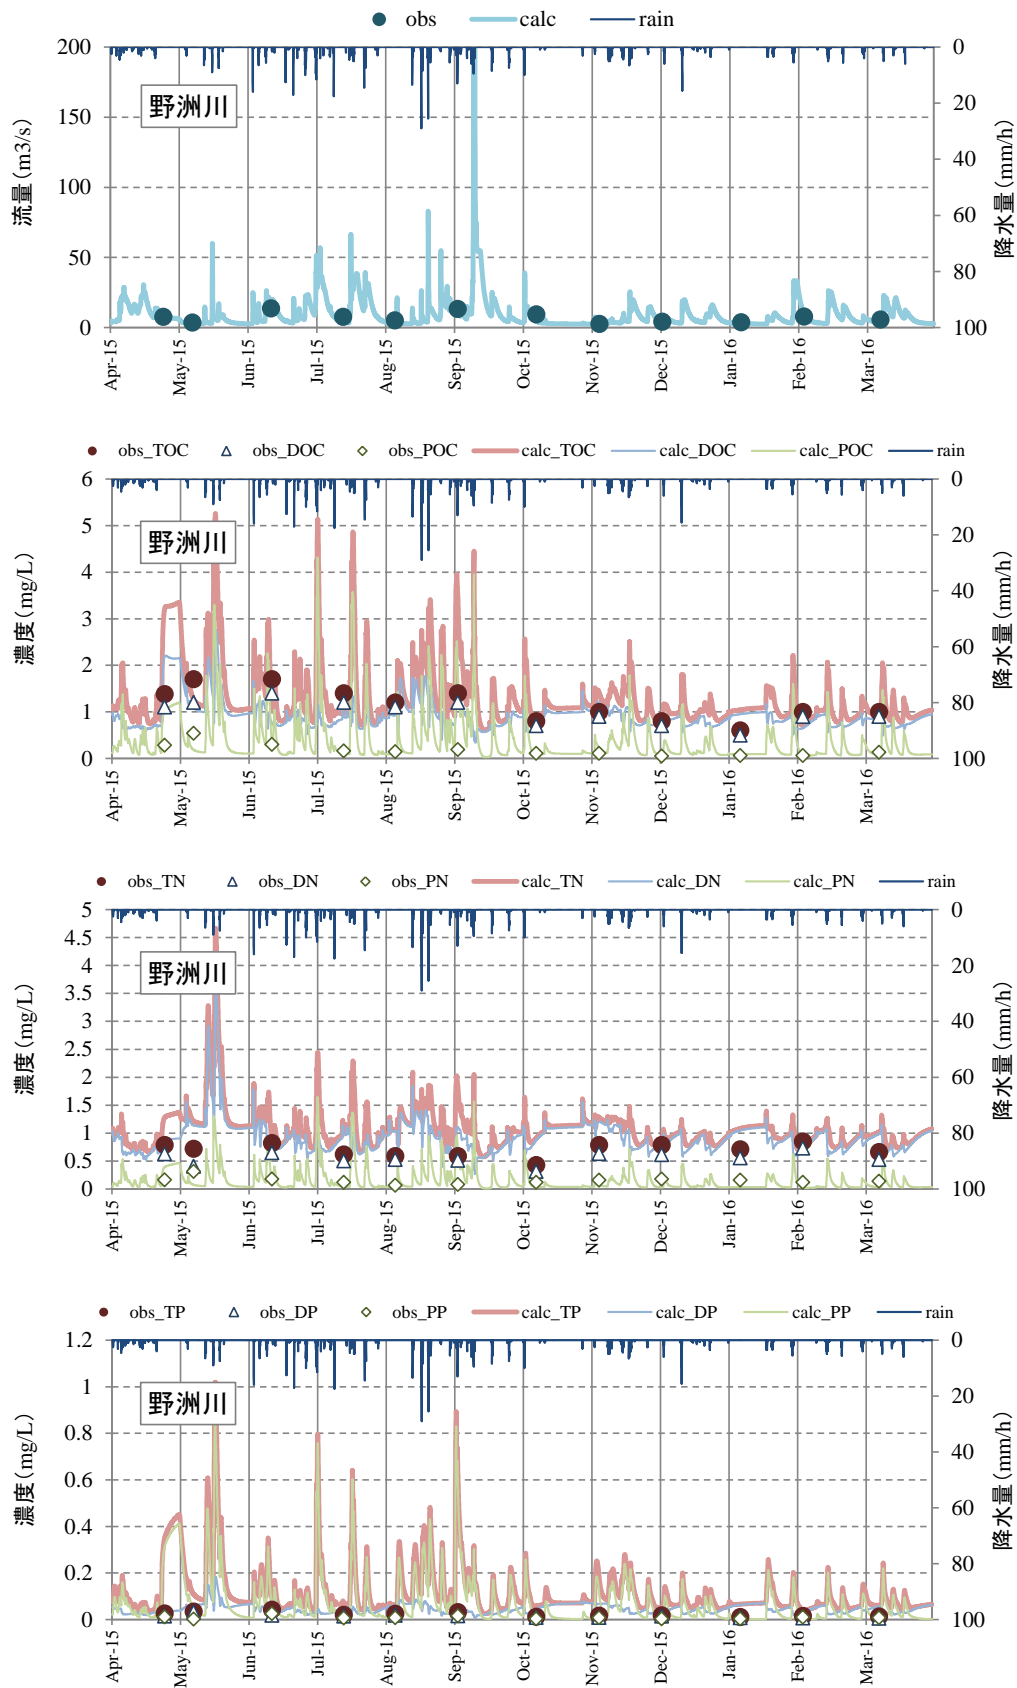 obs calc rain
200 0
150 20
100 40
50 60
80
0 100
流量(m3/s)
降水量(mm/h)
野洲川
Apr-15 May-15 Jun-15 Jul-15 Aug-15 Sep-15 Oct-15 Nov-15 Dec-15 Jan-16 Feb-16 Mar-16
obs_TOC obs_DOC obs_POC calc_TOC calc_DOC calc_POC rain
6 0
5
20
4
40
3
2 60
1 80
0 100
濃度(mg/L)
降水量(mm/h)
野洲川
Apr-15 May-15 Jun-15 Jul-15 Aug-15 Sep-15 Oct-15 Nov-15 Dec-15 Jan-16 Feb-16 Mar-16
obs_TN obs_DN obs_PN calc_TN calc_DN calc_PN rain
5 0
4.5
4 20
3.5
3 40
2.5
2 60
1.5
1 80
0.5
0 100
濃度(mg/L)
降水量(mm/h)
野洲川
Apr-15 May-15 Jun-15 Jul-15 Aug-15 Sep-15 Oct-15 Nov-15 Dec-15 Jan-16 Feb-16 Mar-16
obs_TP obs_DP obs_PP calc_TP calc_DP calc_PP rain
1.2 0
1 20
0.8 40
0.6
0.4 60
0.2 80
0 100
濃度(mg/L)
降水量(mm/h)
野洲川
Apr-15 May-15 Jun-15 Jul-15 Aug-15 Sep-15 Oct-15 Nov-15 Dec-15 Jan-16 Feb-16 Mar-16